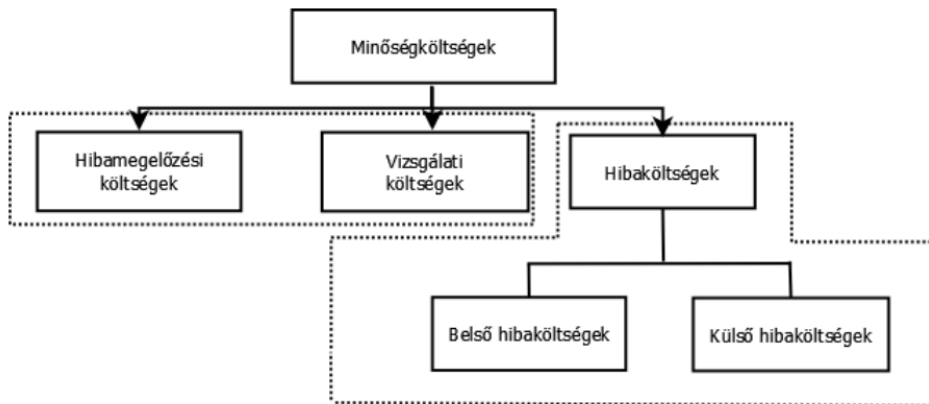 Minőségköltségek
Hibamegelőzési
költségek
Vizsgálati
költségek
Hibaköltségek
Belső hibaköltségek
Külső hibaköltségek